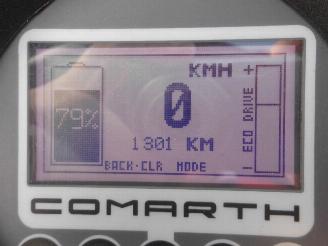 KMH +
79%
0
ECO DRIVE
1301 KM
BACK-CLR MODE
COMARTH